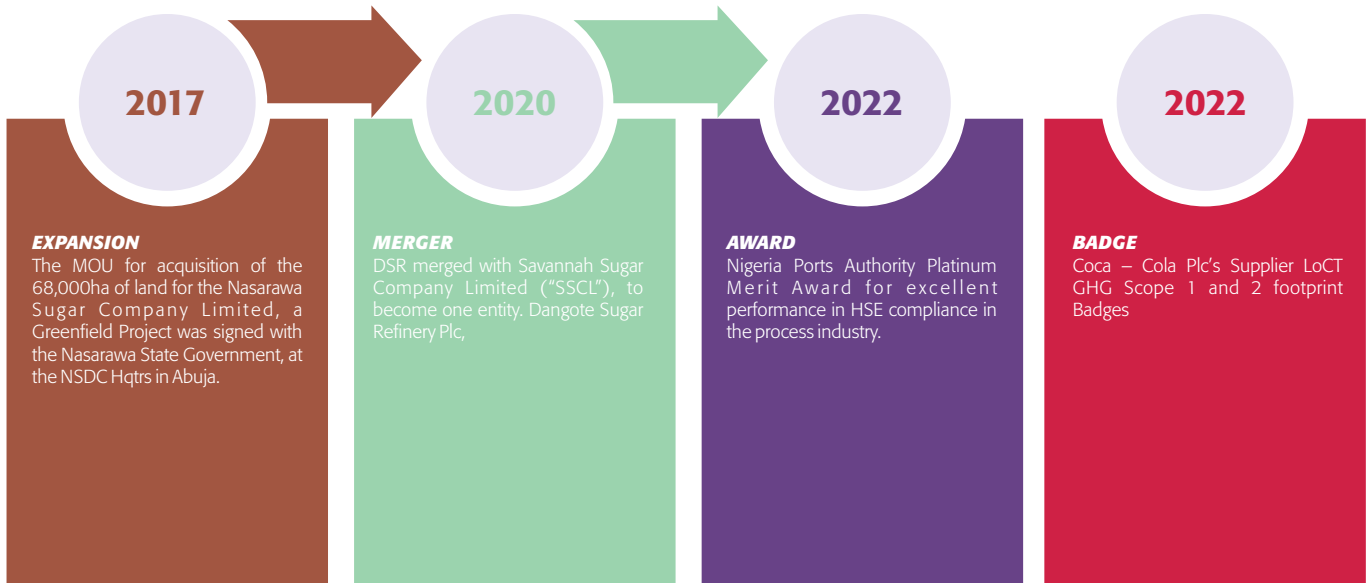 2017
EXPANSION
The MOU for acquisition of the
68,000ha of land for the Nasarawa
Sugar Company Limited, a
Greenfield Project was signed with
the Nasarawa State Government, at
the NSDC Hqtrs in Abuja.
2020
MERGER
DSR merged with Savannah Sugar
Company Limited (“SSCL”), to
become one entity. Dangote Sugar
Refinery Plc,
2022
AWARD
Nigeria Ports Authority Platinum
Merit Award for excellent
performance in HSE compliance in
the process industry.
2022
BADGE
Coca – Cola Plc’s Supplier LoCT
GHG Scope 1 and 2 footprint
Badges